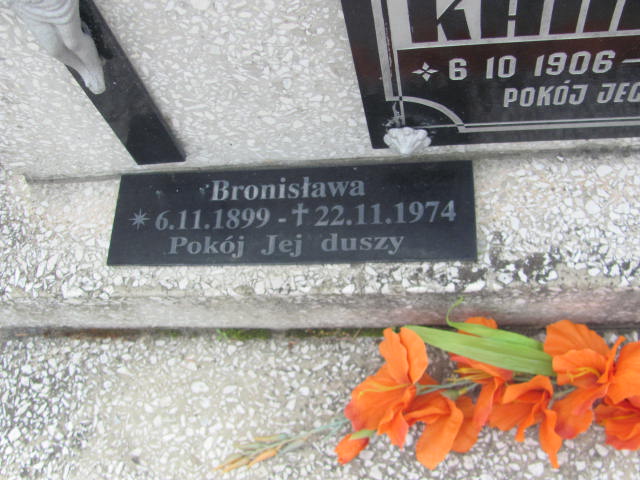 6 10 1906 –
POKÓJ JEG
Bronisława
* 6.11.1899 - † 22.11.1974
Pokój Jej duszy